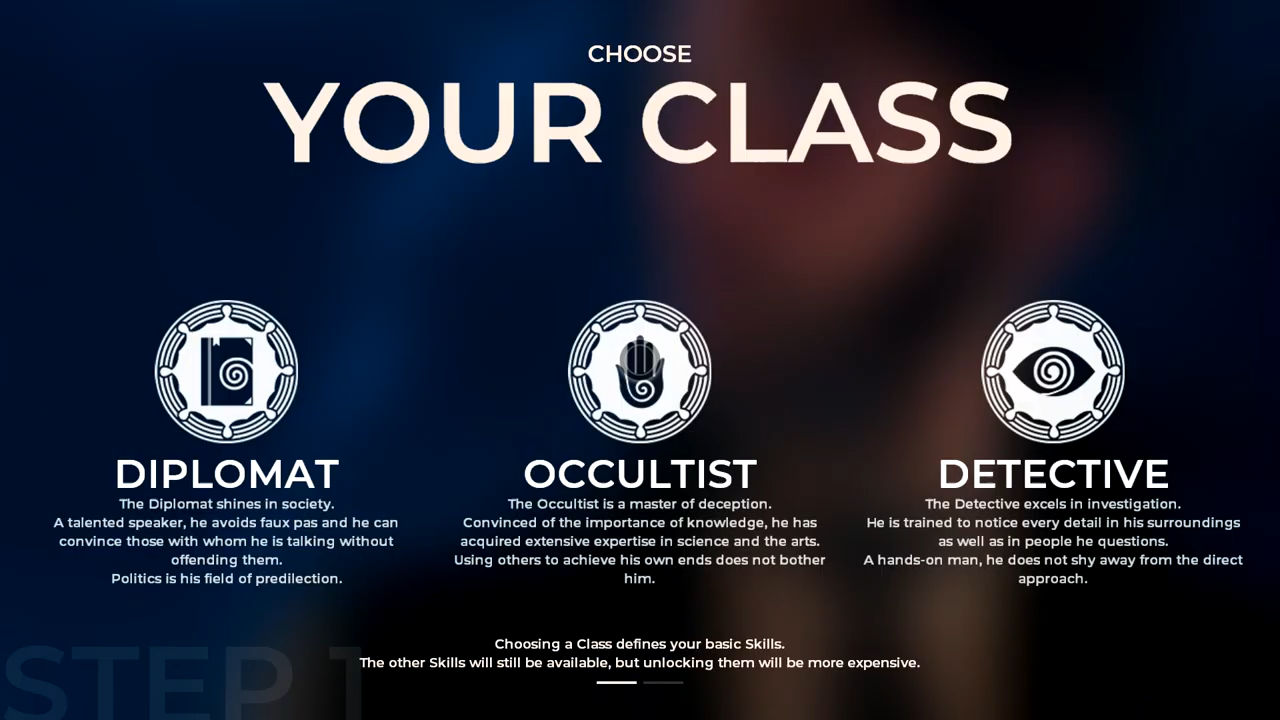 CHOOSE
YOUR CLASS
DIPLOMAT
The Diplomat shines in society.
A talented speaker, he avoids faux pas and he can
convince those with whom he is talking without
offending them.
Politics is his field of predilection.
OCCULTIST
The Occultist is a master of deception.
Convinced of the importance of knowledge, he has
acquired extensive expertise in science and the arts.
Using others to achieve his own ends does not bother
him.
DETECTIVE
The Detective excels in investigation.
He is trained to notice every detail in his surroundings
as well as in people he questions.
A hands-on man, he does not shy away from the direct
approach.
Choosing a Class defines your basic Skills.
The other Skills will still be available, but unlocking them will be more expensive.
STEP 1